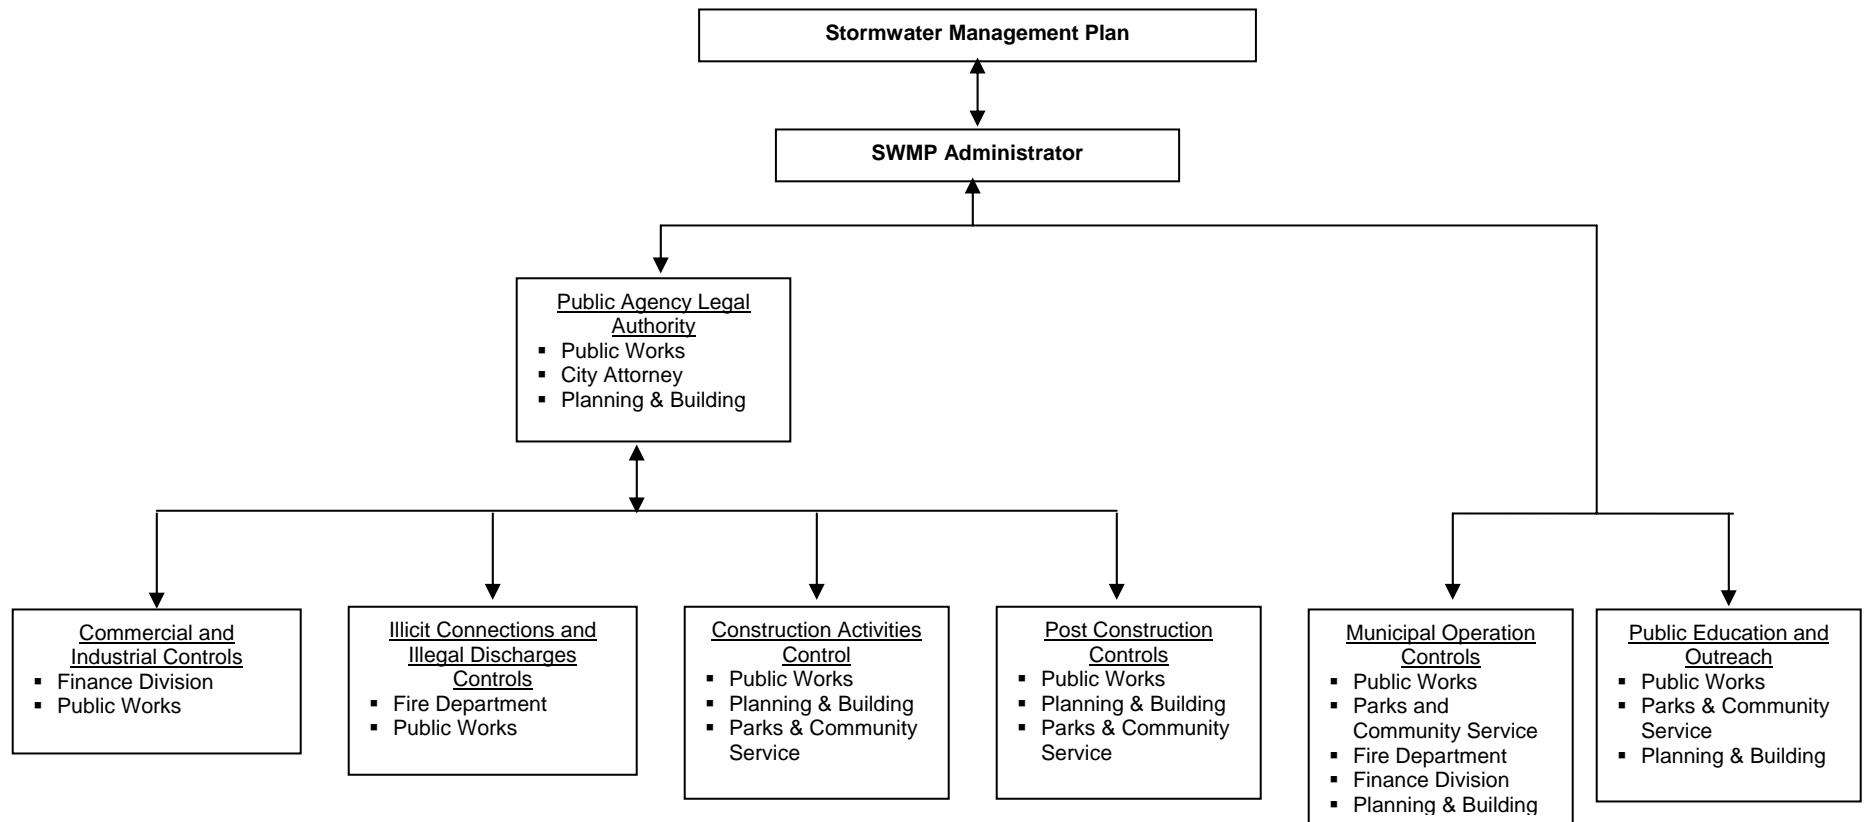 Stormwater Management Plan
SWMP Administrator
Public Agency Legal
Authority
▪ Public Works
▪ City Attorney
▪ Planning & Building
Commercial and
Industrial Controls
▪ Finance Division
▪ Public Works
Illicit Connections and
Illegal Discharges
Controls
▪ Fire Department
▪ Public Works
Construction Activities
Control
▪ Public Works
▪ Planning & Building
▪ Parks & Community
Service
Post Construction
Controls
▪ Public Works
▪ Planning & Building
▪ Parks & Community
Service
Municipal Operation
Controls
▪ Public Works
▪ Parks and
Community Service
▪ Fire Department
▪ Finance Division
▪ Planning & Building
Public Education and
Outreach
▪ Public Works
▪ Parks & Community
Service
▪ Planning & Building